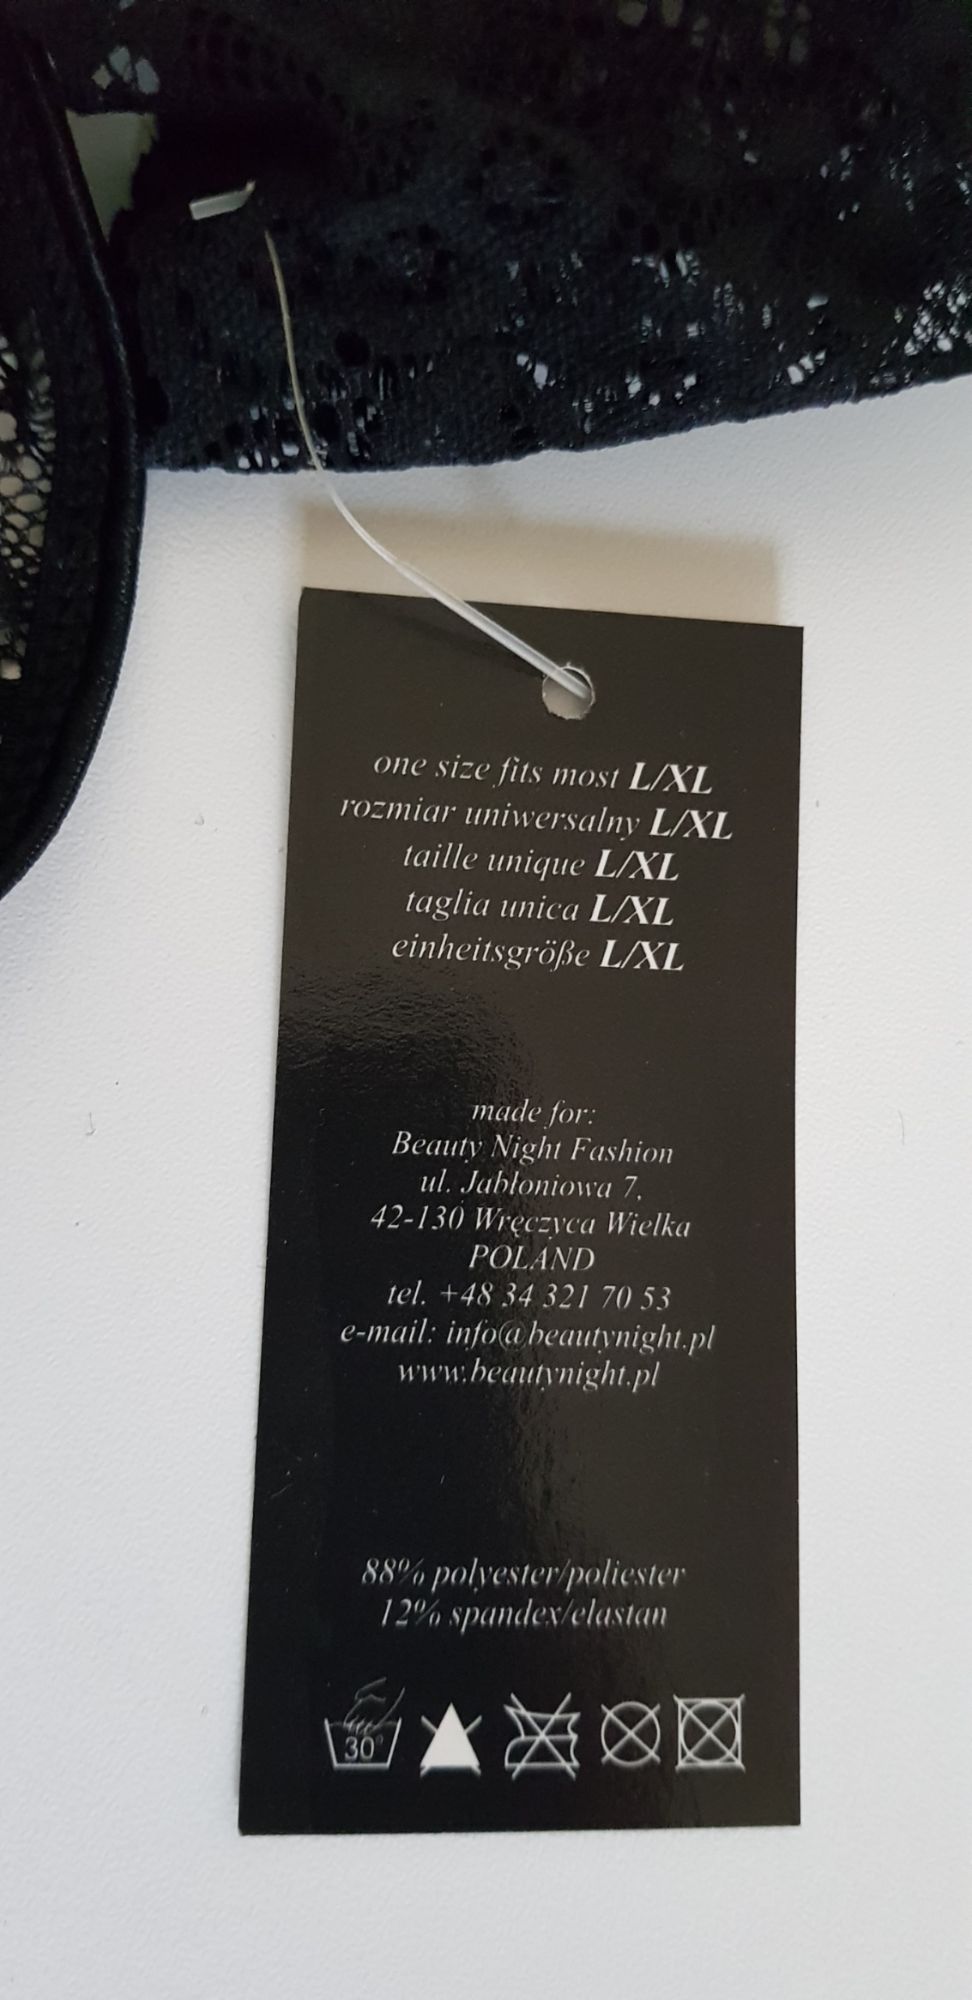 one size fits most L/XL
rozmiar uniwersalny L/XL
taille unique L/XL
taglia unica L/XL
einheitsgröße L/XL
made for:
Beauty Night Fashion
ul. Jabłoniowa 7,
42-130 Wręczyca Wielka
POLAND
tel. +48 34 321 70 53
e-mail: info@beautynight.pl
www.beautynight.pl
88% polyester/poliester
12% spandex/elastan
30°